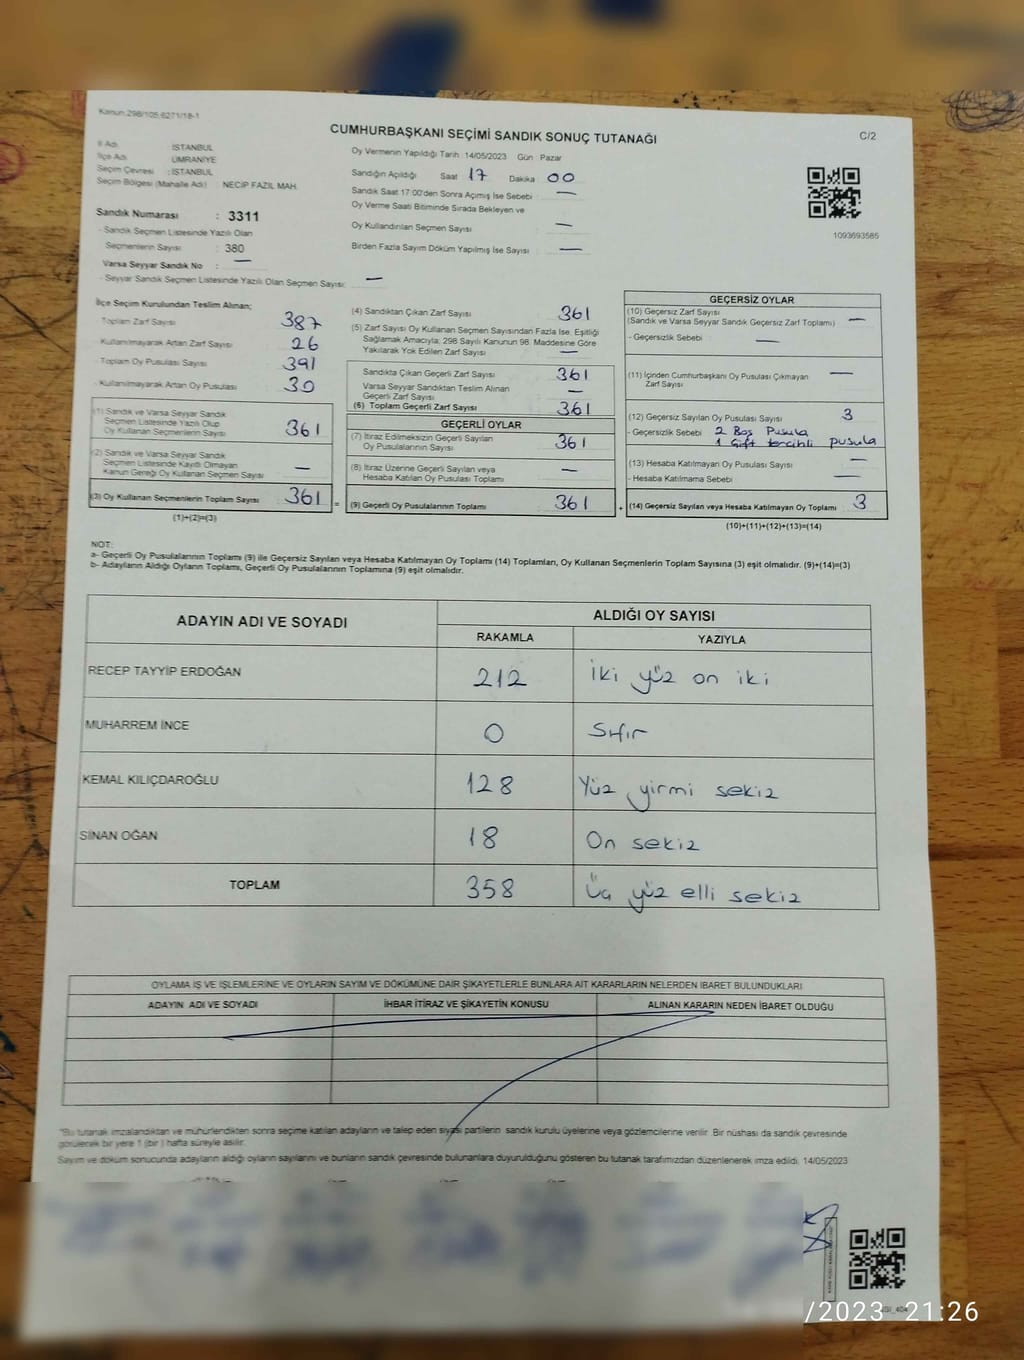 Kanun.298/105,6271/18-1
CUMHURBAŞKANI SEÇİMİ SANDIK SONUÇ TUTANAĞI
C/2
İl Adı : İSTANBUL
İlçe Adı : ÜMRANİYE
Seçim Çevresi : İSTANBUL
Seçim Bölgesi (Mahalle Adı) : NECİP FAZIL MAH.
Oy Vermenin Yapıldığı Tarih 14/05/2023 Gün Pazar
Sandığın Açıldığı Saat 17 Dakika 00
Sandık Saat 17:00'den Sonra Açımış İse Sebebi —
Oy Verme Saati Bitiminde Sırada Bekleyen ve
Oy Kullandırılan Seçmen Sayısı —
Birden Fazla Sayım Döküm Yapılmış İse Sayısı —
1093693585
Sandık Numarası : 3311
- Sandık Seçmen Listesinde Yazılı Olan
Seçmenlerin Sayısı : 380
Varsa Seyyar Sandık No : —
- Seyyar Sandık Seçmen Listesinde Yazılı Olan Seçmen Sayısı: —
İlçe Seçim Kurulundan Teslim Alınan;
Toplam Zarf Sayısı 387
Kullanılmayarak Artan Zarf Sayısı 26
- Toplam Oy Pusulası Sayısı 391
- Kullanılmayarak Artan Oy Pusulası 30
(1) Sandık ve Varsa Seyyar Sandık
Seçmen Listesinde Yazılı Olup
Oy Kullanan Seçmenlerin Sayısı 361
(2) Sandık ve Varsa Seyyar Sandık
Seçmen Listesinde Kayıtlı Olmayan
Kanun Gereği Oy Kullanan Seçmen Sayısı —
(3) Oy Kullanan Seçmenlerin Toplam Sayısı 361 =
(1)+(2)=(3)
(4) Sandıktan Çıkan Zarf Sayısı 361
(5) Zarf Sayısı Oy Kullanan Seçmen Sayısından Fazla İse, Eşitliği
Sağlamak Amacıyla; 298 Sayılı Kanunun 98. Maddesine Göre
Yakılarak Yok Edilen Zarf Sayısı —
Sandıkta Çıkan Geçerli Zarf Sayısı 361
Varsa Seyyar Sandıktan Teslim Alınan
Geçerli Zarf Sayısı —
(6) Toplam Geçerli Zarf Sayısı 361
GEÇERLİ OYLAR
(7) İtiraz Edilmeksizin Geçerli Sayılan
Oy Pusulalarının Sayısı 361
(8) İtiraz Üzerine Geçerli Sayılan veya
Hesaba Katılan Oy Pusulası Toplamı —
(9) Geçerli Oy Pusulalarının Toplamı 361 +
GEÇERSİZ OYLAR
(10) Geçersiz Zarf Sayısı
(Sandık ve Varsa Seyyar Sandık Geçersiz Zarf Toplamı) —
- Geçersizlik Sebebi : —
(11) İçinden Cumhurbaşkanı Oy Pusulası Çıkmayan
Zarf Sayısı —
(12) Geçersiz Sayılan Oy Pusulası Sayısı 3
- Geçersizlik Sebebi : 2 Boş Pusula
1 Çift tercihli pusula
(13) Hesaba Katılmayan Oy Pusulası Sayısı —
- Hesaba Katılmama Sebebi : —
(14) Geçersiz Sayılan veya Hesaba Katılmayan Oy Toplamı 3
(10)+(11)+(12)+(13)=(14)
NOT:
a- Geçerli Oy Pusulalarının Toplamı (9) ile Geçersiz Sayılan veya Hesaba Katılmayan Oy Toplamı (14) Toplamları, Oy Kullanan Seçmenlerin Toplam Sayısına (3) eşit olmalıdır. (9)+(14)=(3)
b- Adayların Aldığı Oyların Toplamı, Geçerli Oy Pusulalarının Toplamına (9) eşit olmalıdır.
ADAYIN ADI VE SOYADI
ALDIĞI OY SAYISI
RAKAMLA YAZIYLA
RECEP TAYYİP ERDOĞAN 212 İki yüz on iki
MUHARREM İNCE 0 Sıfır
KEMAL KILIÇDAROĞLU 128 Yüz yirmi sekiz
SİNAN OĞAN 18 On sekiz
TOPLAM 358 Üç yüz elli sekiz
OYLAMA İŞ VE İŞLEMLERİNE VE OYLARIN SAYIM VE DÖKÜMÜNE DAİR ŞİKAYETLERLE BUNLARA AİT KARARLARIN NELERDEN İBARET BULUNDUKLARI
ADAYIN ADI VE SOYADI İHBAR İTİRAZ VE ŞİKAYETİN KONUSU ALINAN KARARIN NEDEN İBARET OLDUĞU
*Bu tutanak imzalandıktan ve mühürlendikten sonra seçime katılan adayların ve talep eden siyasi partilerin sandık kurulu üyelerine veya gözlemcilerine verilir. Bir nüshası da sandık çevresinde
görülecek bir yere 1 (bir ) hafta süreyle asılır.
Sayım ve döküm sonucunda adayların aldığı oyların sayılarını ve bunların sandık çevresinde bulunanlara duyurulduğunu gösteren bu tutanak tarafımızdan düzenlenerek imza edildi. 14/05/2023
/2023 21:26